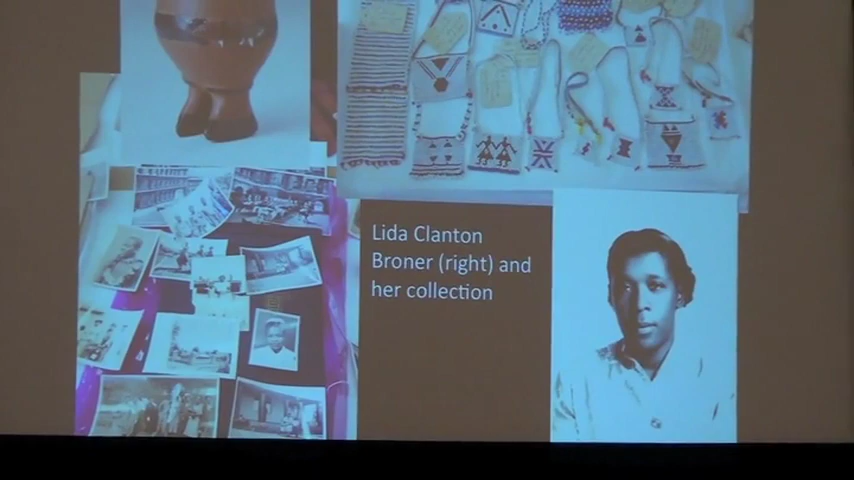 Lida Clanton
Broner (right) and
her collection